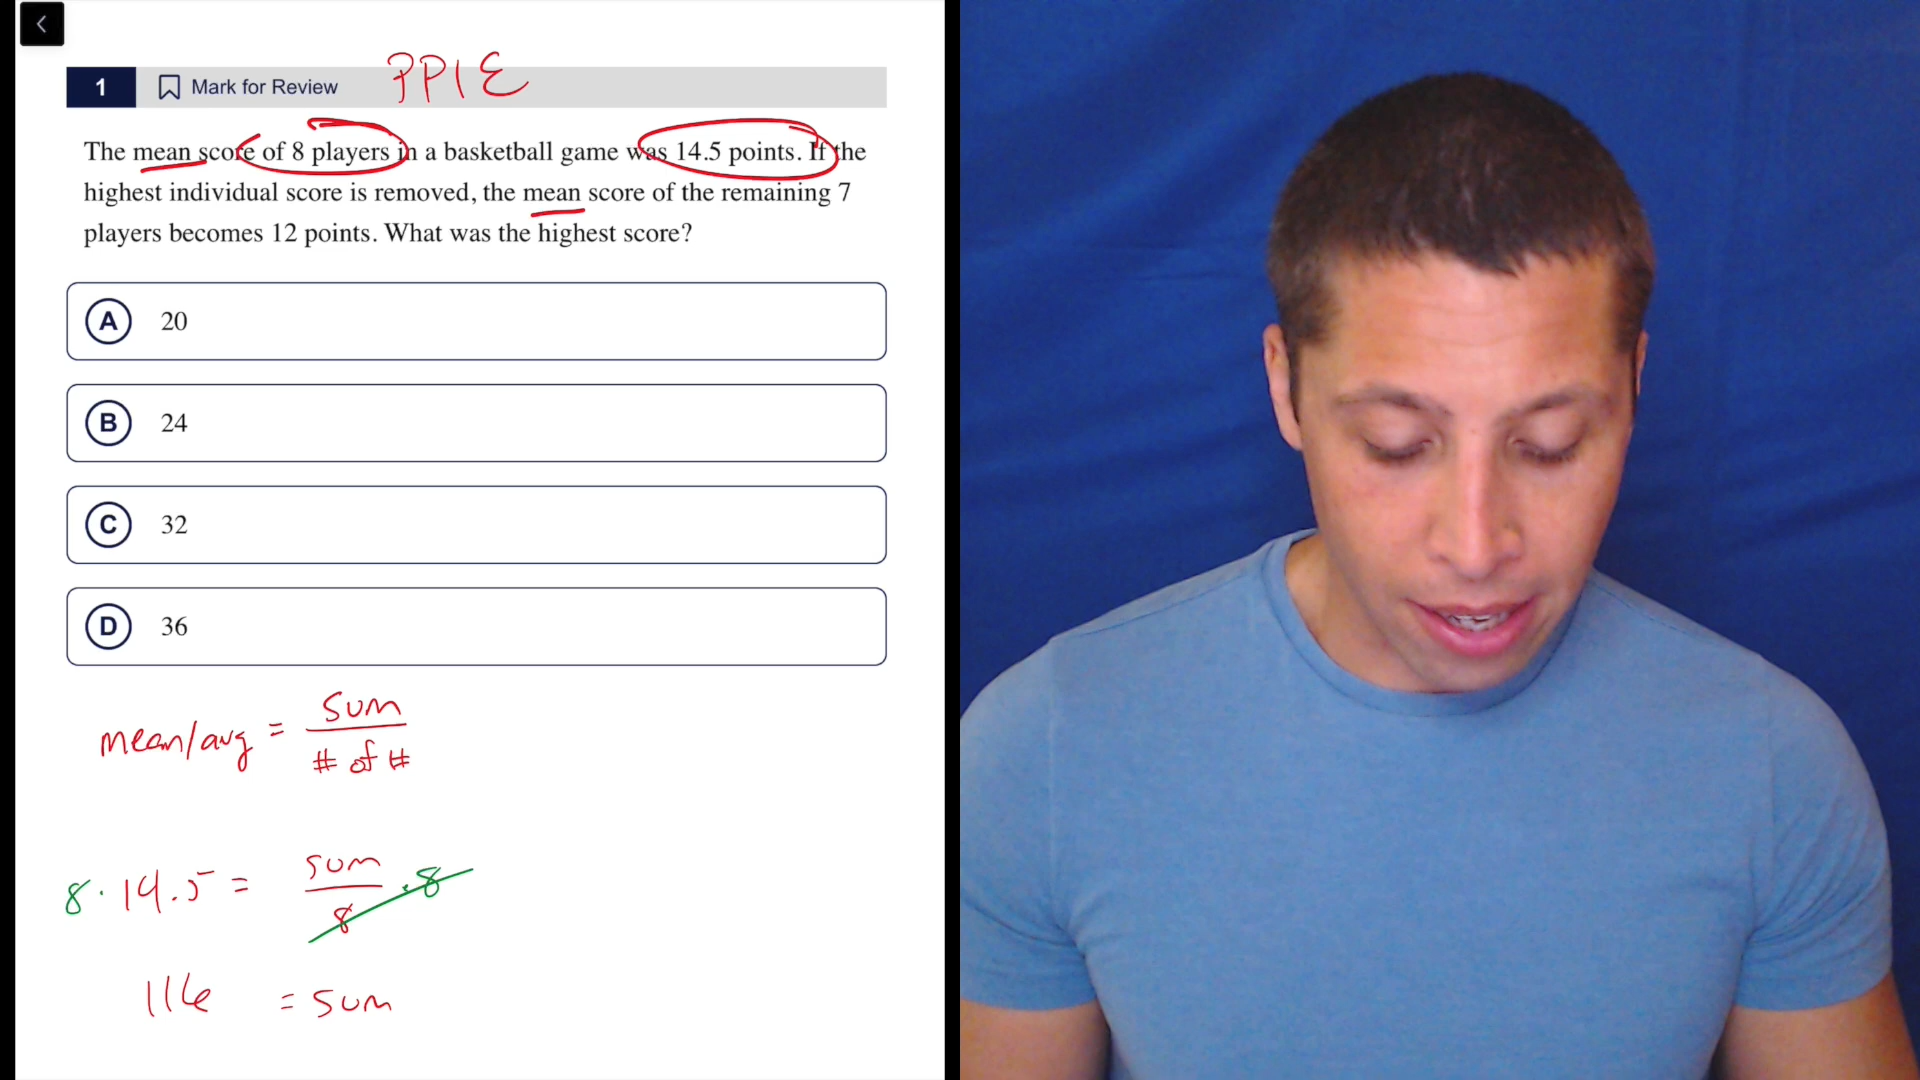 1 Mark for Review PPIE
The mean score of 8 players in a basketball game was 14.5 points. If the
highest individual score is removed, the mean score of the remaining 7
players becomes 12 points. What was the highest score?
A 20
B 24
C 32
D 36
mean/avg = sum
# of #
8 · 14.5 = sum · 8
8
116 = sum